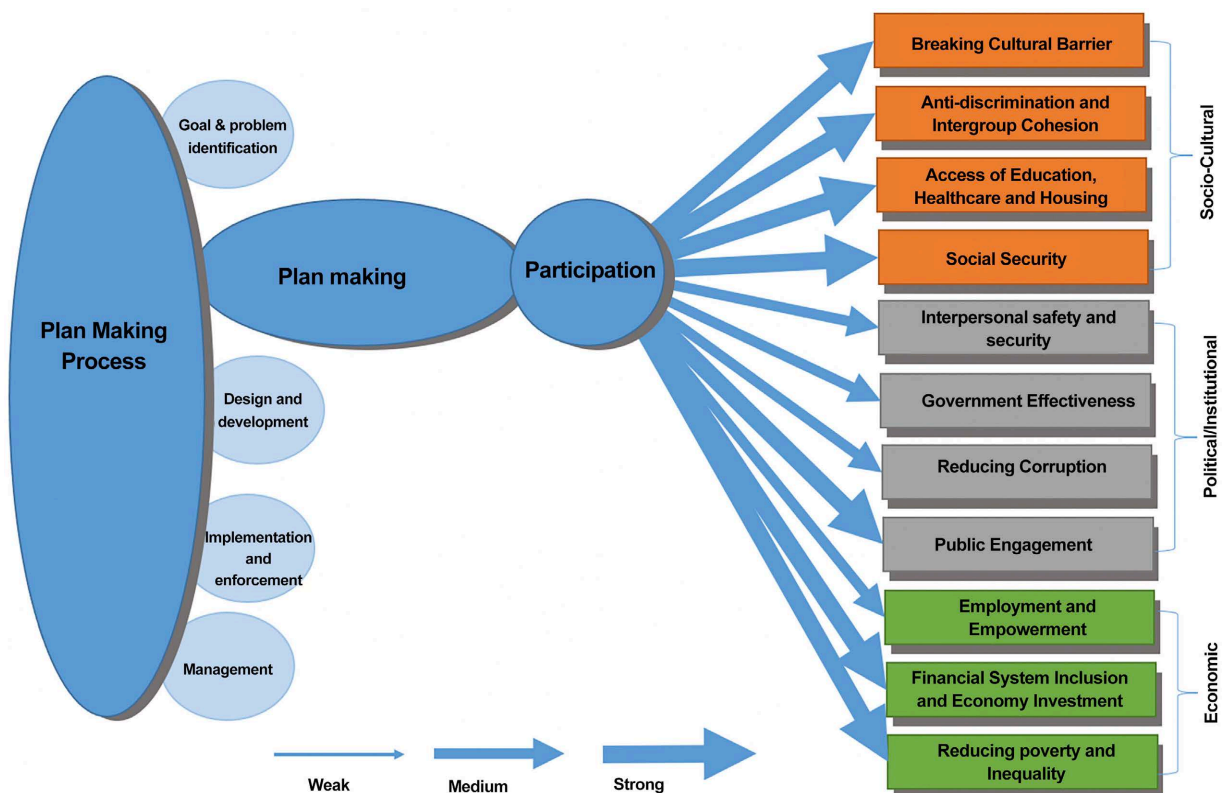 Plan Making
Process
Goal & problem
identification
Plan making
Participation
Design and
development
Implementation
and
enforcement
Management
Weak
Medium
Strong
Breaking Cultural Barrier
Anti-discrimination and
Intergroup Cohesion
Access of Education,
Healthcare and Housing
Social Security
Socio-Cultural
Interpersonal safety and
security
Government Effectiveness
Reducing Corruption
Public Engagement
Political/Institutional
Employment and
Empowerment
Financial System Inclusion
and Economy Investment
Reducing poverty and
Inequality
Economic